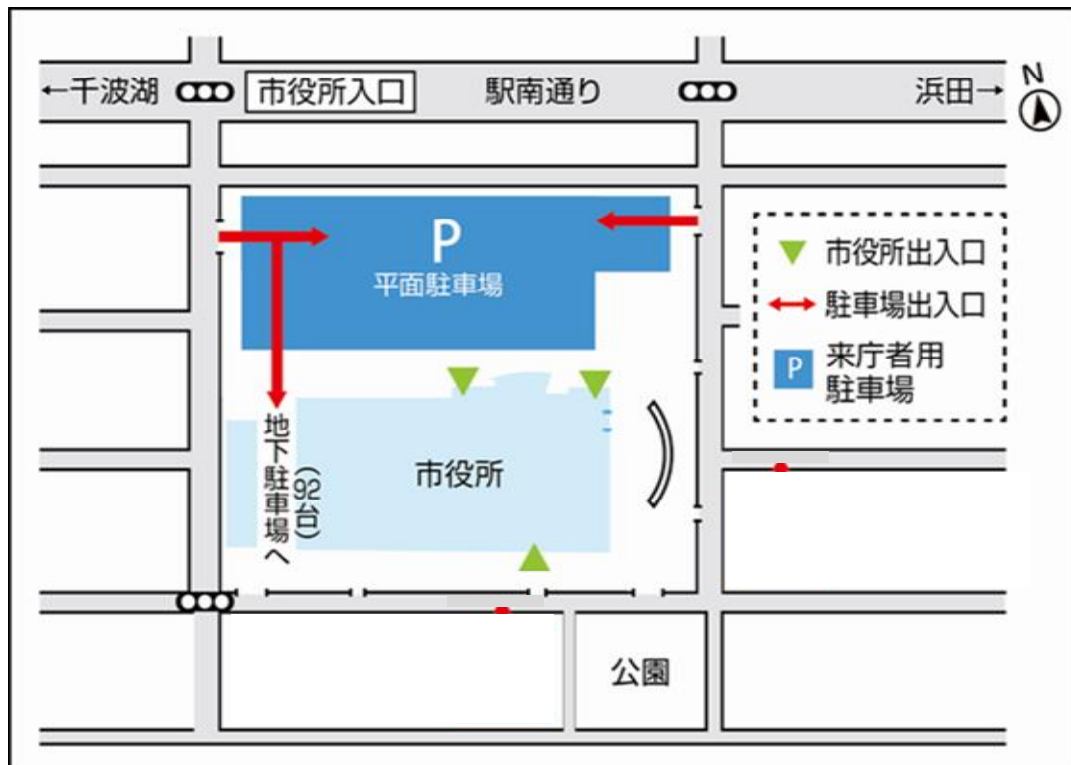 ←千波湖
市役所入口
駅南通り
浜田→
N
P
平面駐車場
市役所出入口
駐車場出入口
P
来庁者用
駐車場
地下駐車場へ
(92台)
市役所
公園